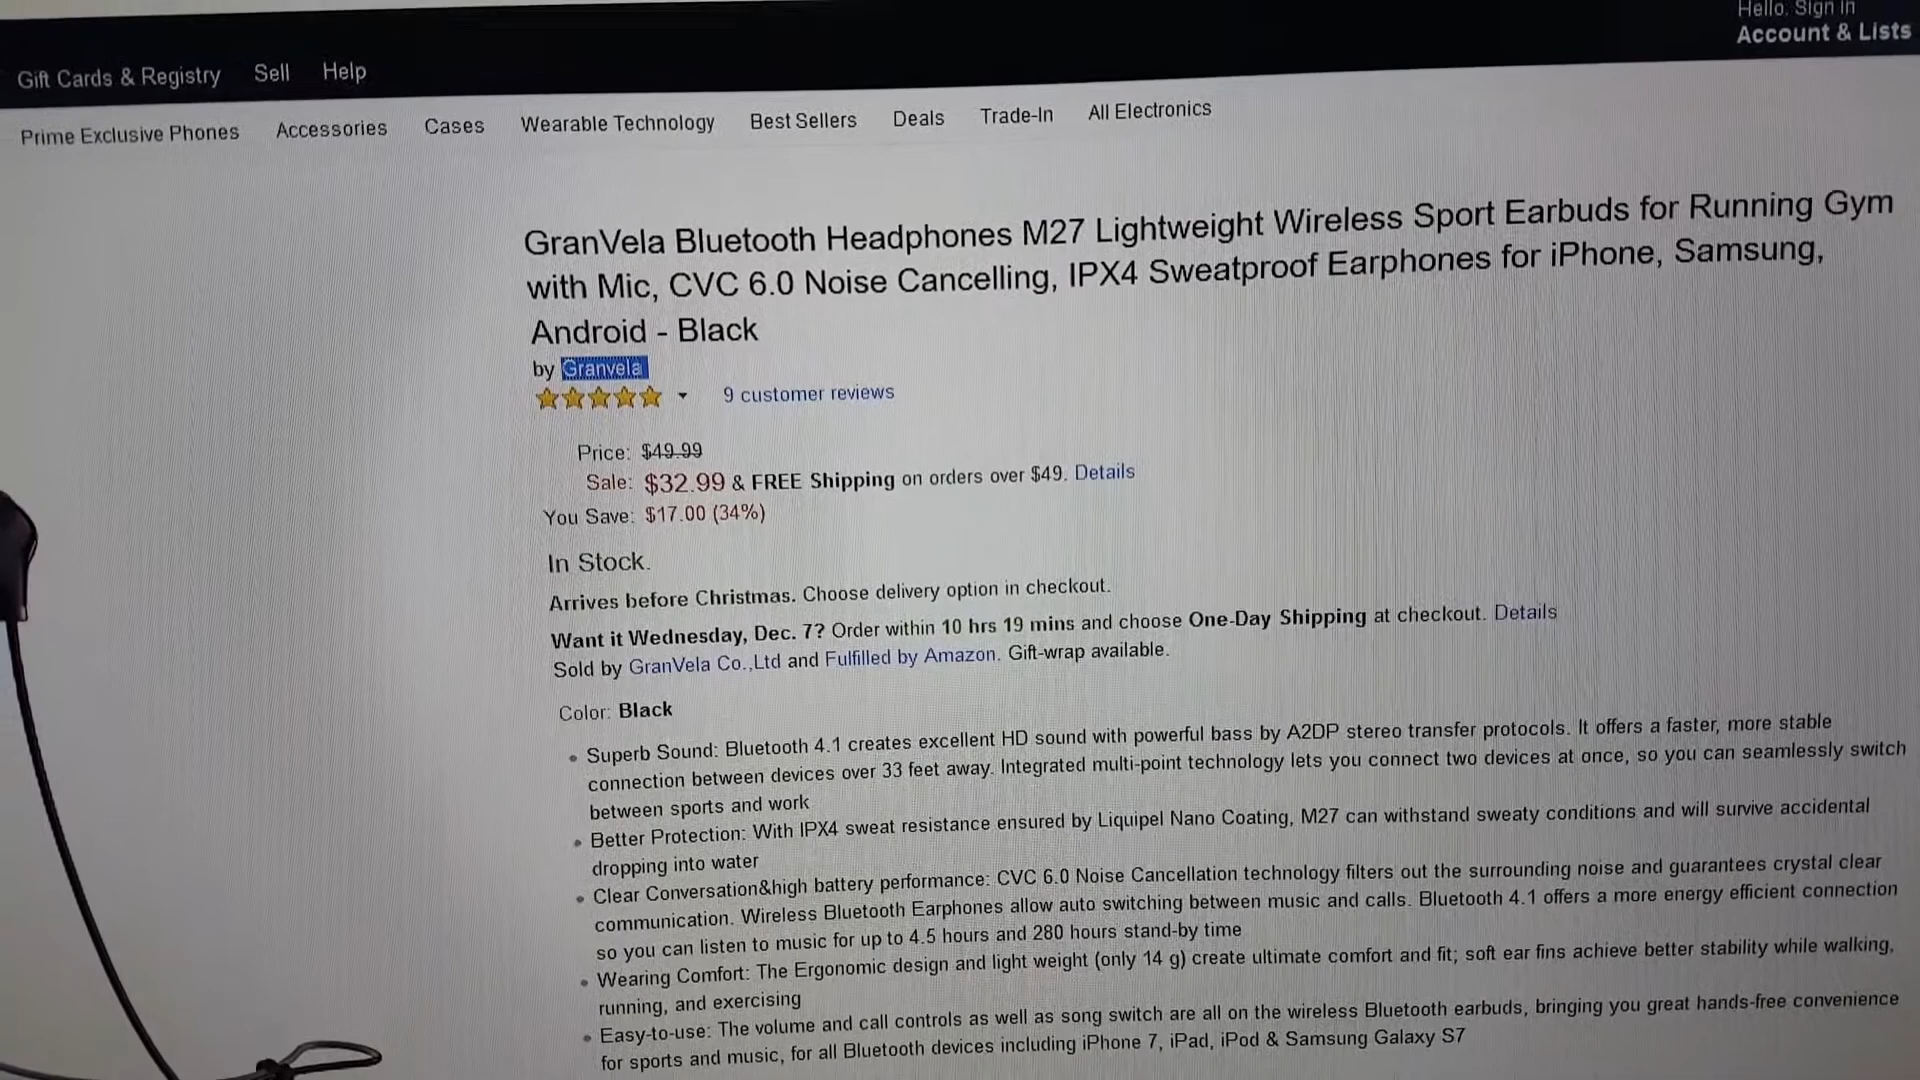 Hello. Sign in
Account & Lists
Gift Cards & Registry Sell Help
Prime Exclusive Phones Accessories Cases Wearable Technology Best Sellers Deals Trade-In All Electronics
GranVela Bluetooth Headphones M27 Lightweight Wireless Sport Earbuds for Running Gym
with Mic, CVC 6.0 Noise Cancelling, IPX4 Sweatproof Earphones for iPhone, Samsung,
Android - Black
by Granvela
9 customer reviews
Price: $49.99
Sale: $32.99 & FREE Shipping on orders over $49. Details
You Save: $17.00 (34%)
In Stock.
Arrives before Christmas. Choose delivery option in checkout.
Want it Wednesday, Dec. 7? Order within 10 hrs 19 mins and choose One-Day Shipping at checkout. Details
Sold by GranVela Co.,Ltd and Fulfilled by Amazon. Gift-wrap available.
Color: Black
• Superb Sound: Bluetooth 4.1 creates excellent HD sound with powerful bass by A2DP stereo transfer protocols. It offers a faster, more stable
connection between devices over 33 feet away. Integrated multi-point technology lets you connect two devices at once, so you can seamlessly switch
between sports and work
• Better Protection: With IPX4 sweat resistance ensured by Liquipel Nano Coating, M27 can withstand sweaty conditions and will survive accidental
dropping into water
• Clear Conversation&high battery performance: CVC 6.0 Noise Cancellation technology filters out the surrounding noise and guarantees crystal clear
communication. Wireless Bluetooth Earphones allow auto switching between music and calls. Bluetooth 4.1 offers a more energy efficient connection
so you can listen to music for up to 4.5 hours and 280 hours stand-by time
• Wearing Comfort: The Ergonomic design and light weight (only 14 g) create ultimate comfort and fit; soft ear fins achieve better stability while walking,
running, and exercising
• Easy-to-use: The volume and call controls as well as song switch are all on the wireless Bluetooth earbuds, bringing you great hands-free convenience
for sports and music, for all Bluetooth devices including iPhone 7, iPad, iPod & Samsung Galaxy S7